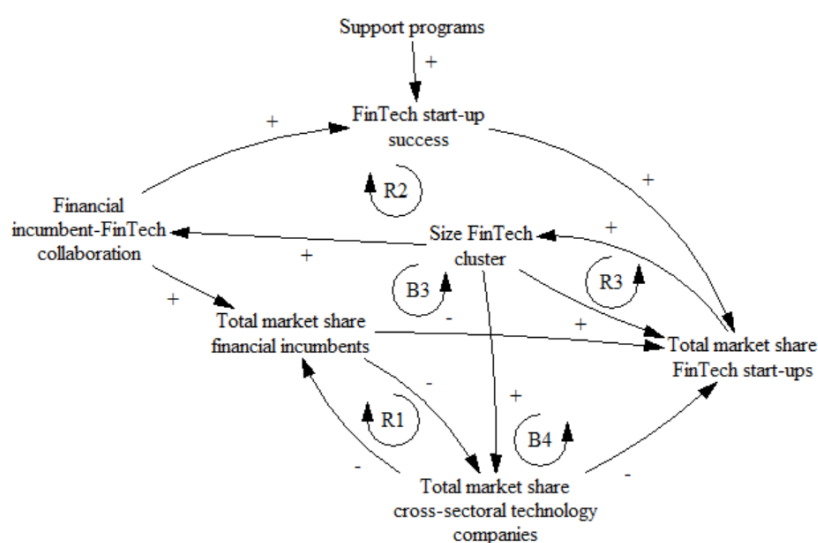 Support programs
+
FinTech start-up
success
+
+
R2
Financial
incumbent-FinTech
collaboration
Size FinTech
cluster
+
+
R3
B3
+
Total market share
financial incumbents
-
+
Total market share
FinTech start-ups
-
+
R1
B4
-
-
Total market share
cross-sectoral technology
companies